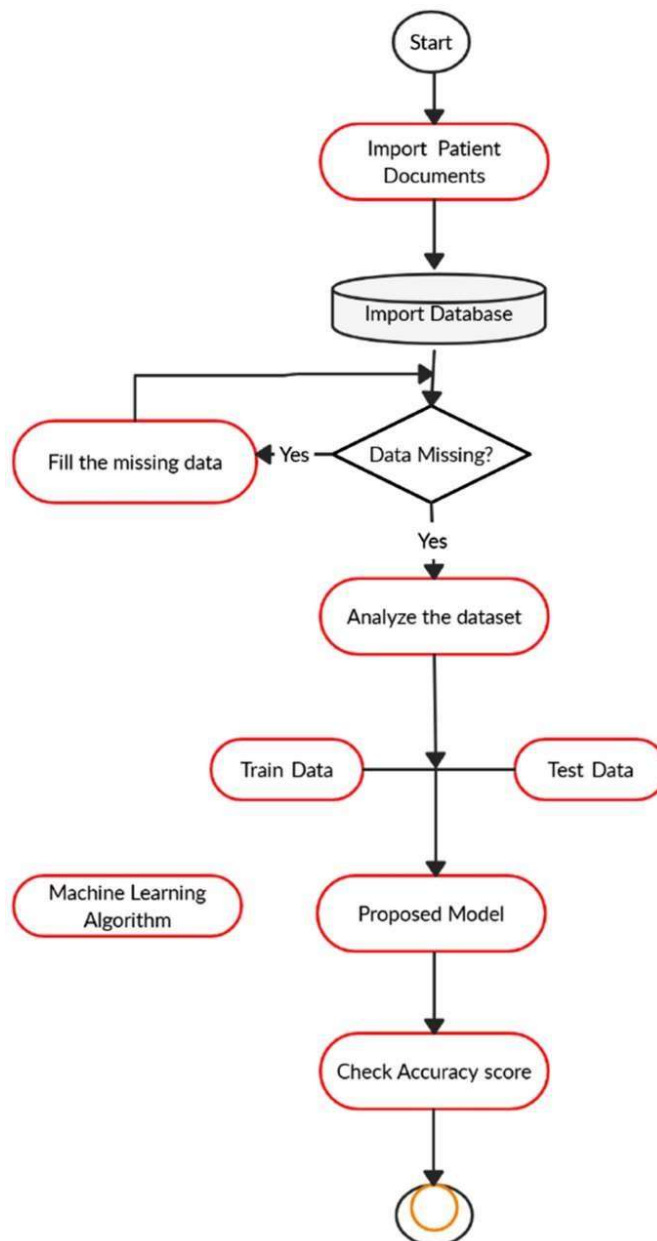 Start
Import Patient
Documents
Import Database
Fill the missing data
Yes
Data Missing?
Yes
Analyze the dataset
Train Data
Test Data
Machine Learning
Algorithm
Proposed Model
Check Accuracy score